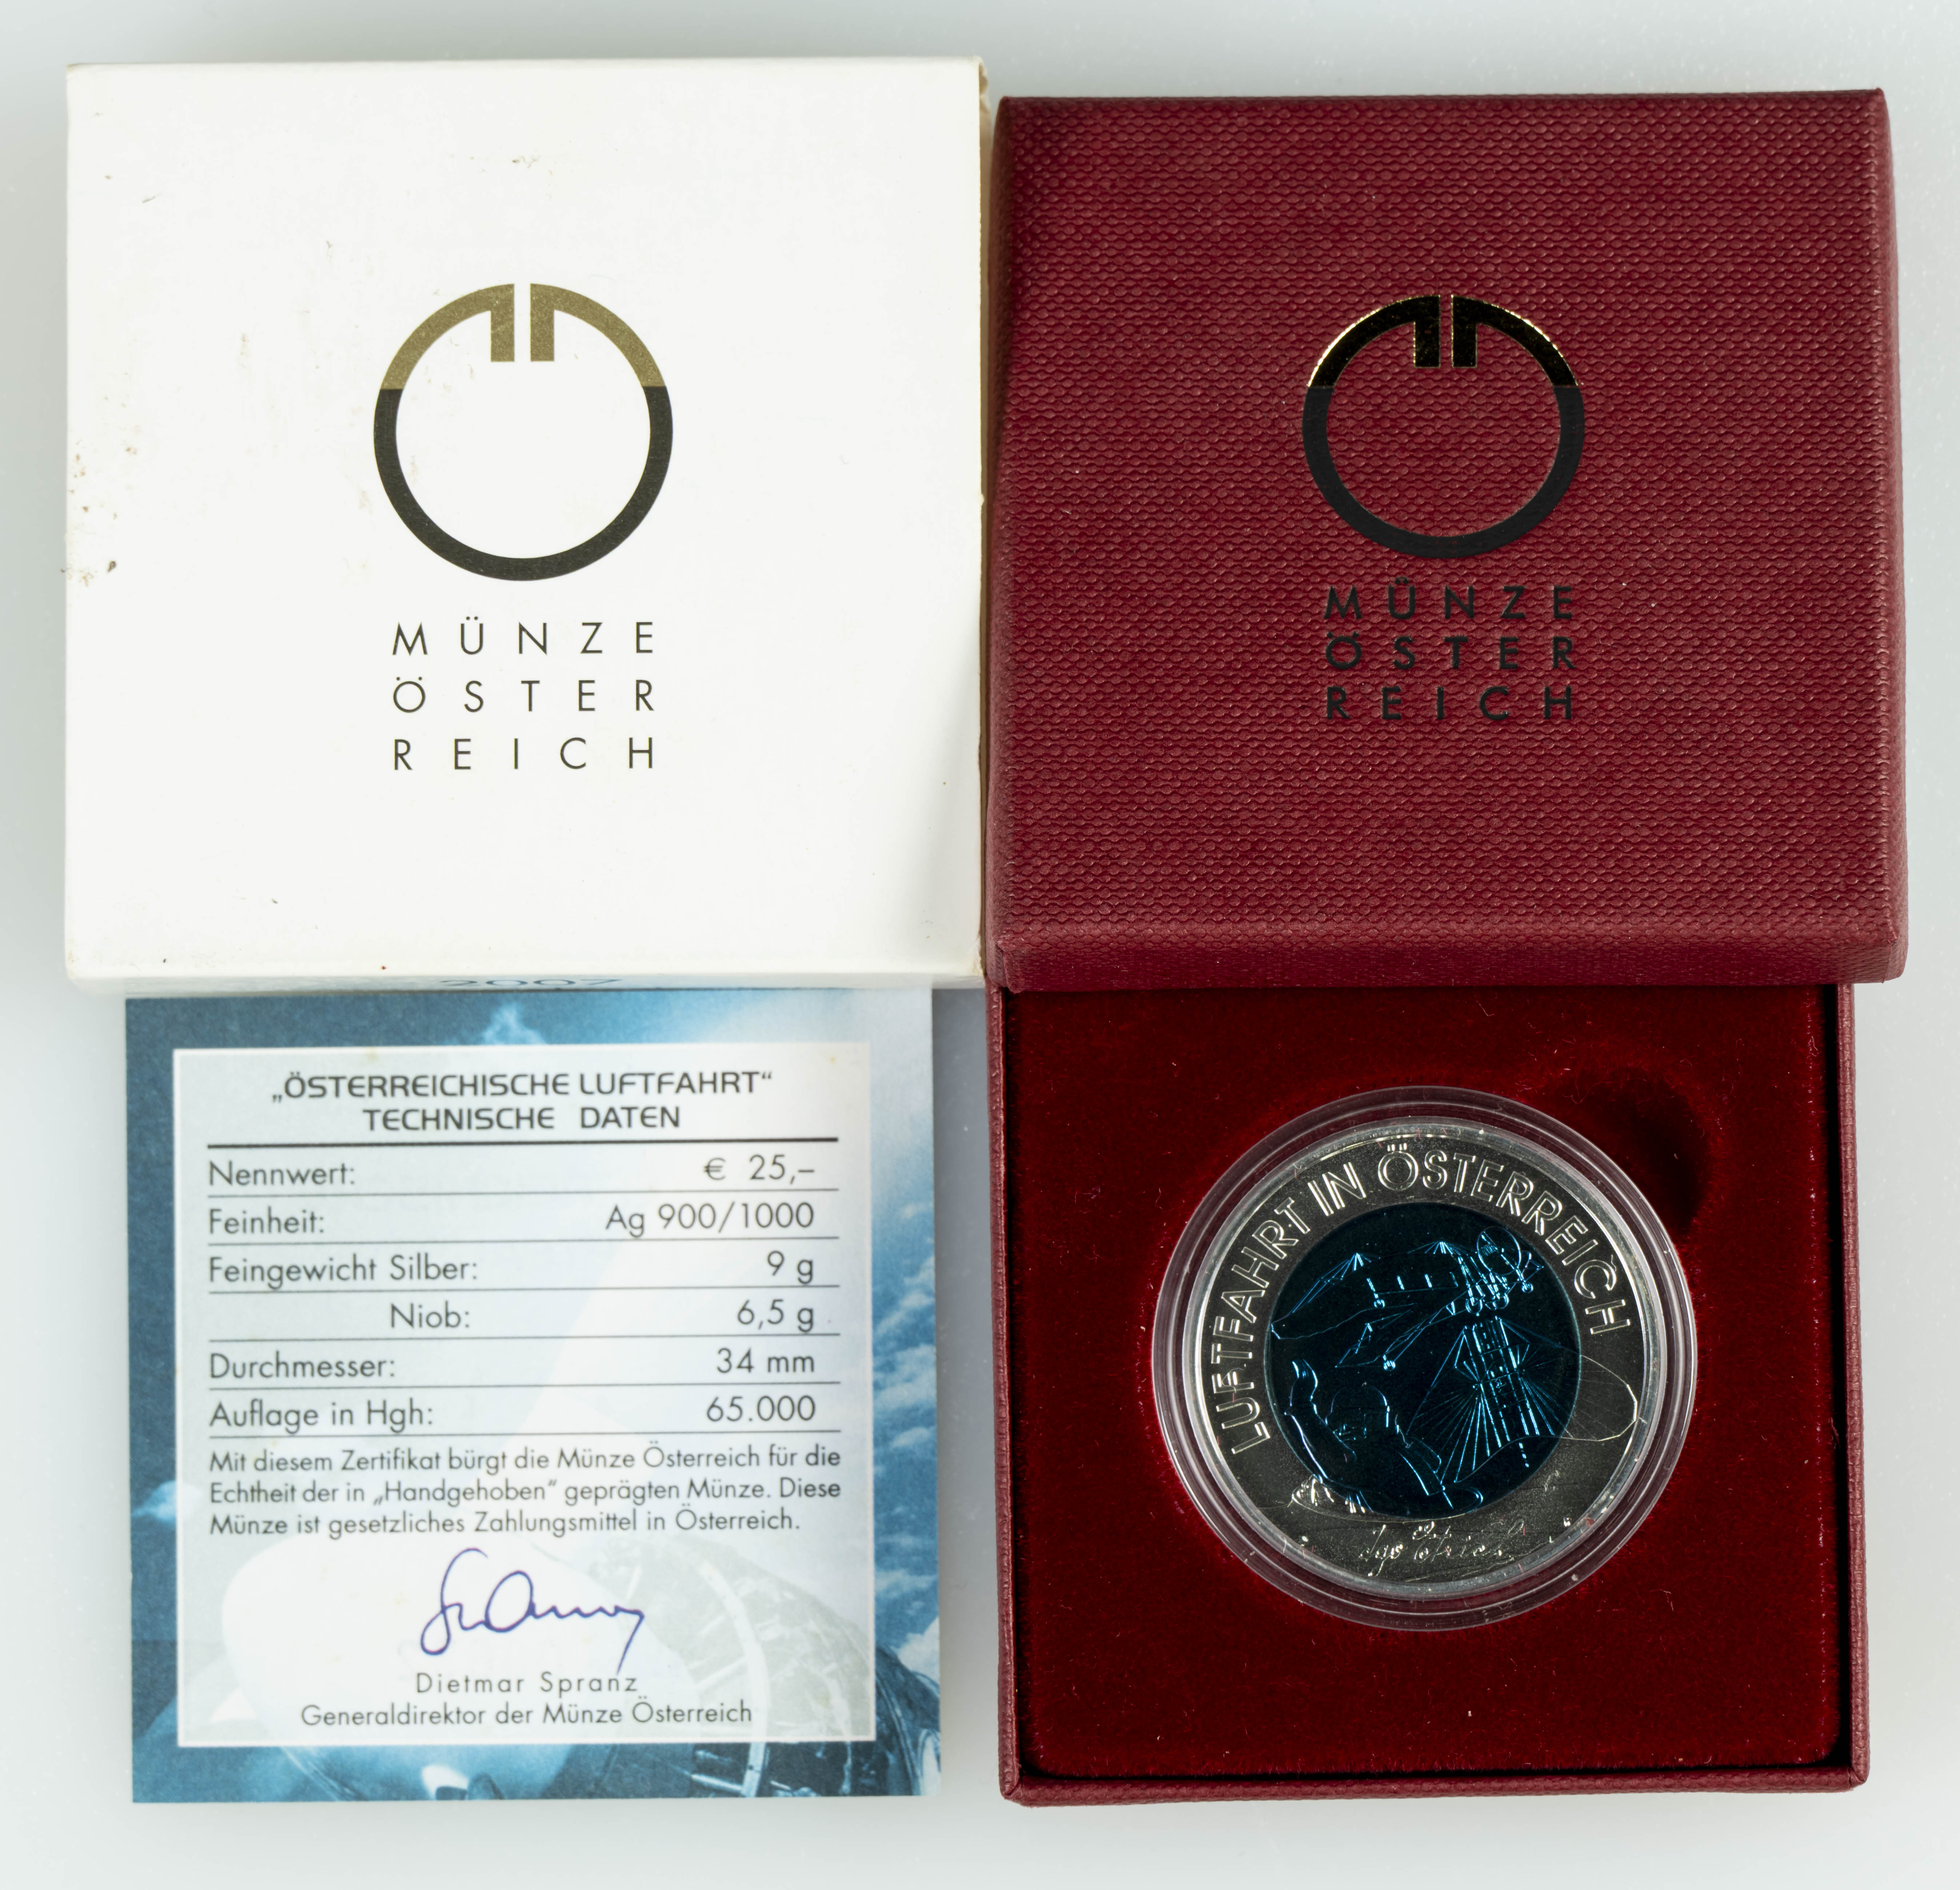 MÜNZE
ÖSTER
REICH
MÜNZE
ÖSTER
REICH
2007
„ÖSTERREICHISCHE LUFTFAHRT“
TECHNISCHE DATEN
Nennwert: € 25,–
Feinheit: Ag 900/1000
Feingewicht Silber: 9 g
Niob: 6,5 g
Durchmesser: 34 mm
Auflage in Hgh: 65.000
Mit diesem Zertifikat bürgt die Münze Österreich für die
Echtheit der in „Handgehoben“ geprägten Münze. Diese
Münze ist gesetzliches Zahlungsmittel in Österreich.
Dietmar Spranz
Generaldirektor der Münze Österreich
LUFTFAHRT IN ÖSTERREICH